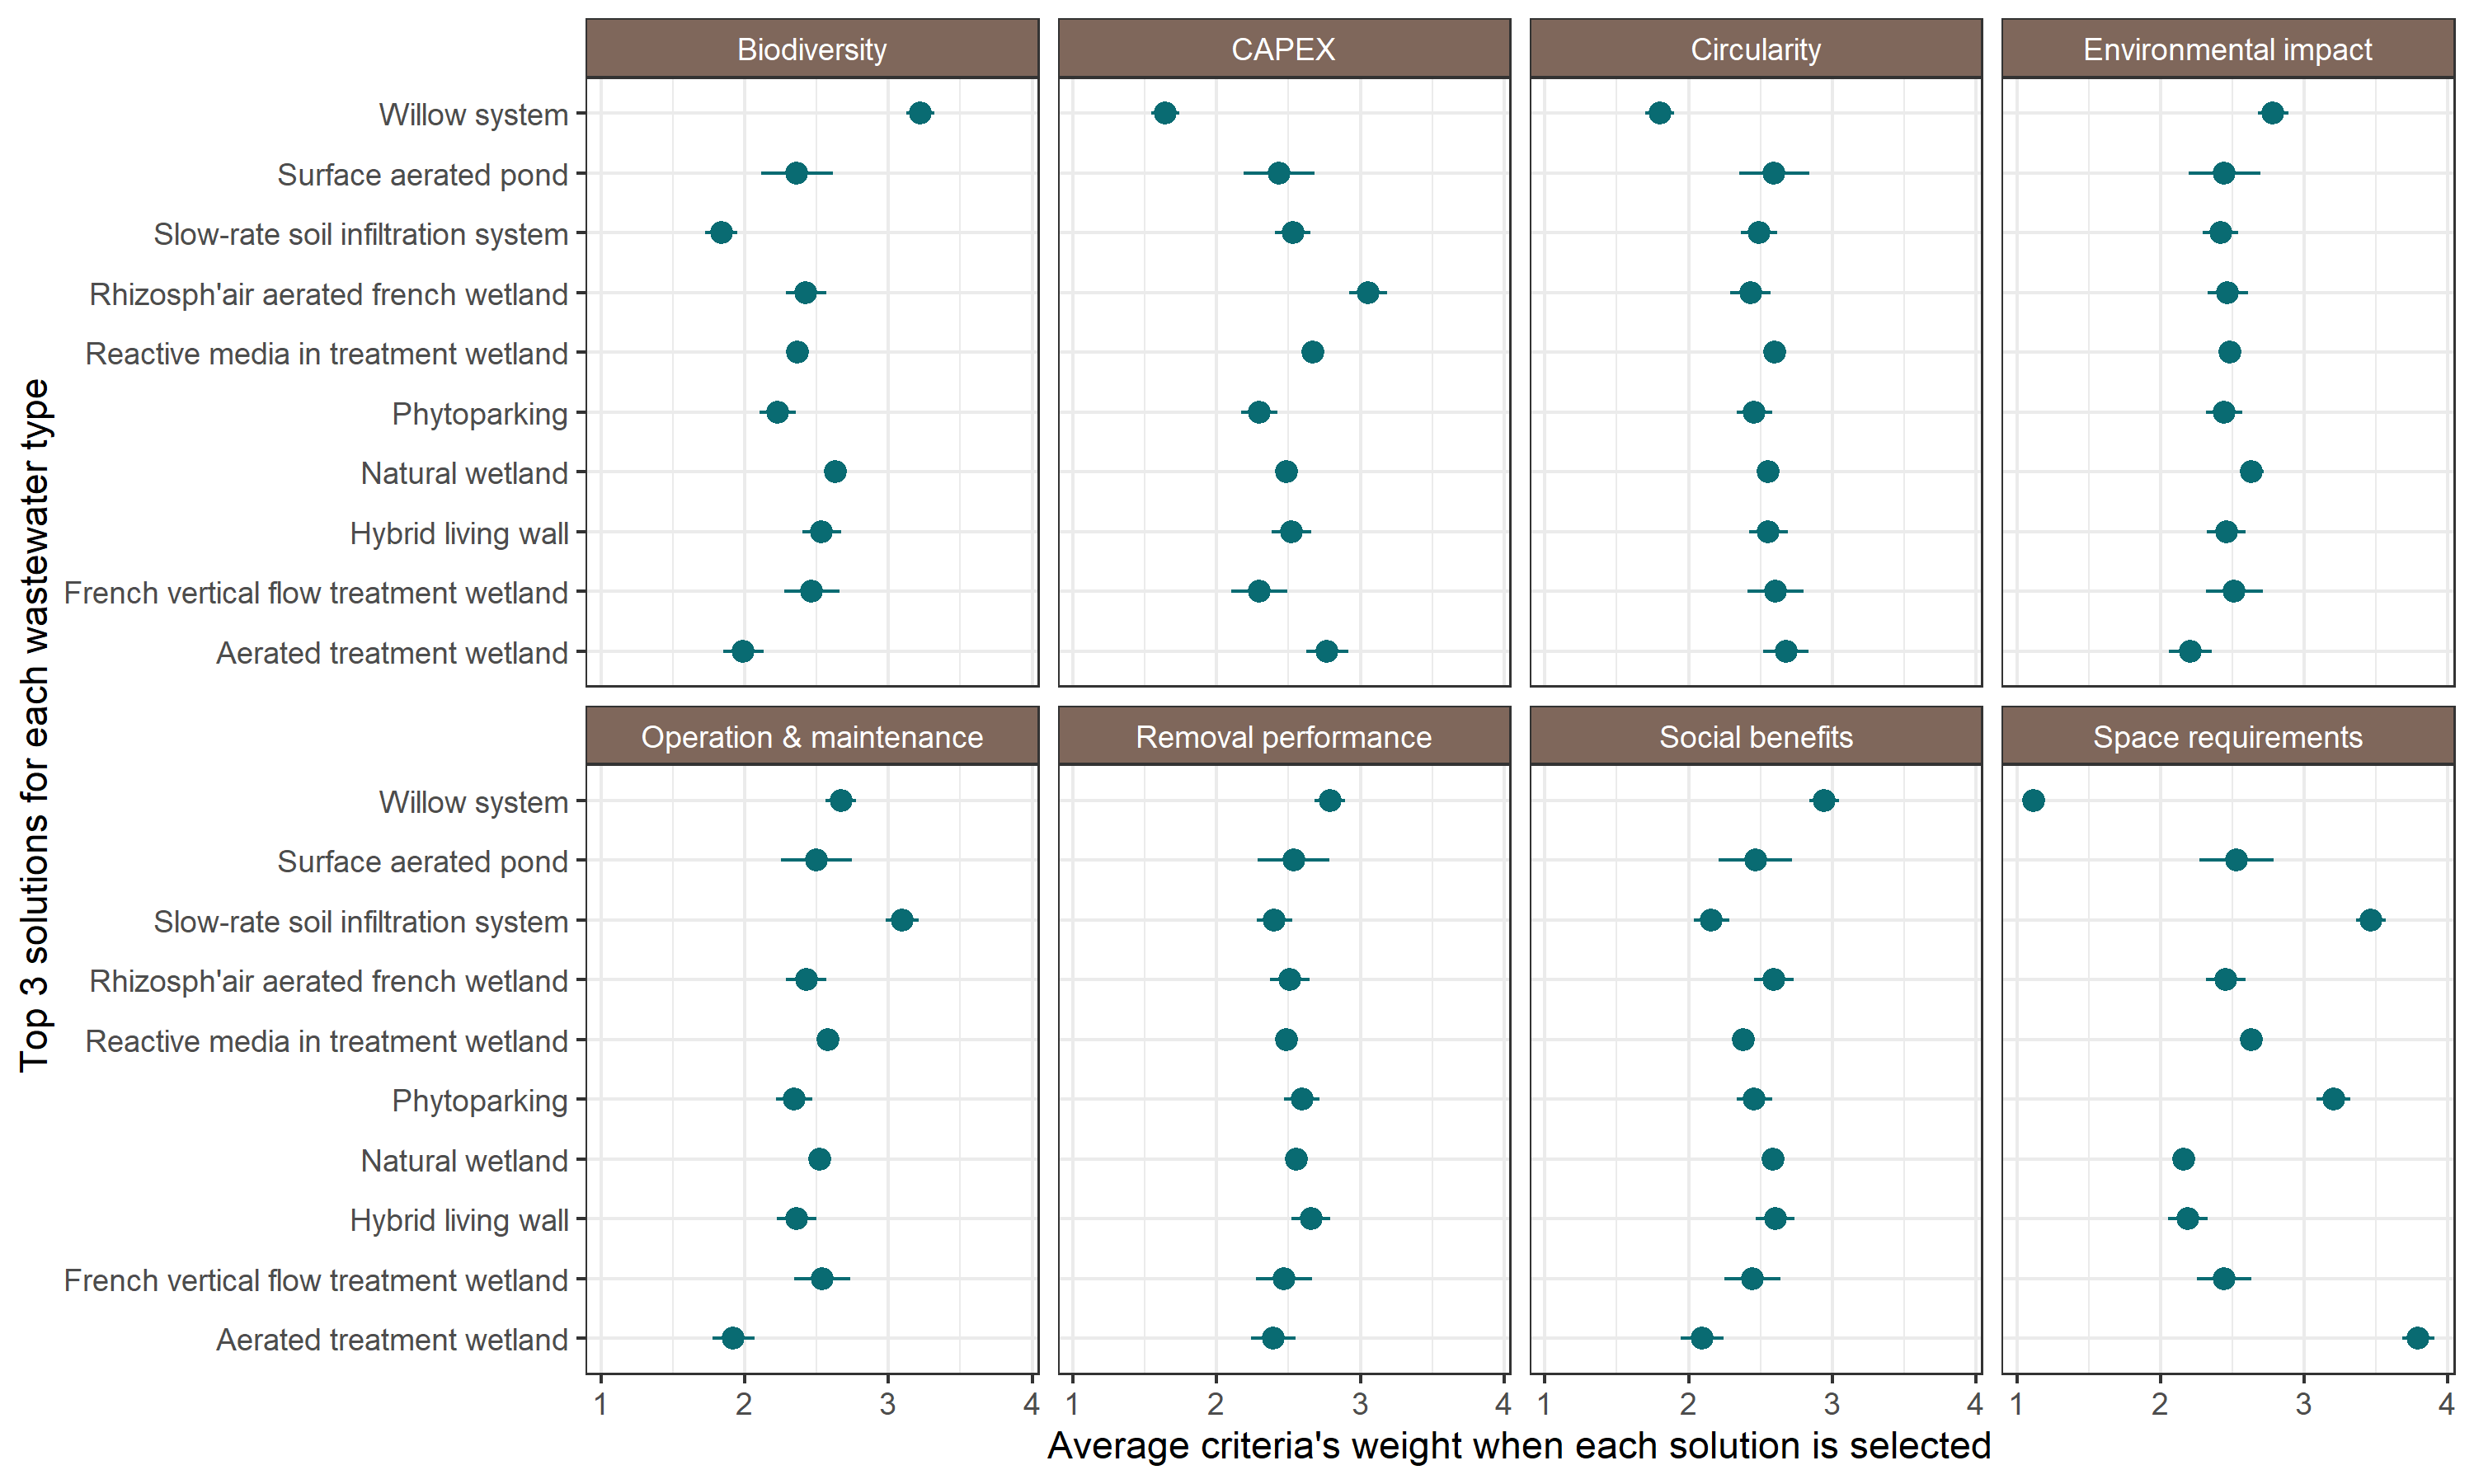 Top 3 solutions for each wastewater type
Biodiversity
CAPEX
Circularity
Environmental impact
Willow system
Surface aerated pond
Slow-rate soil infiltration system
Rhizosph'air aerated french wetland
Reactive media in treatment wetland
Phytoparking
Natural wetland
Hybrid living wall
French vertical flow treatment wetland
Aerated treatment wetland
Operation & maintenance
Removal performance
Social benefits
Space requirements
Willow system
Surface aerated pond
Slow-rate soil infiltration system
Rhizosph'air aerated french wetland
Reactive media in treatment wetland
Phytoparking
Natural wetland
Hybrid living wall
French vertical flow treatment wetland
Aerated treatment wetland
1 2 3 4
1 2 3 4
1 2 3 4
1 2 3 4
Average criteria's weight when each solution is selected